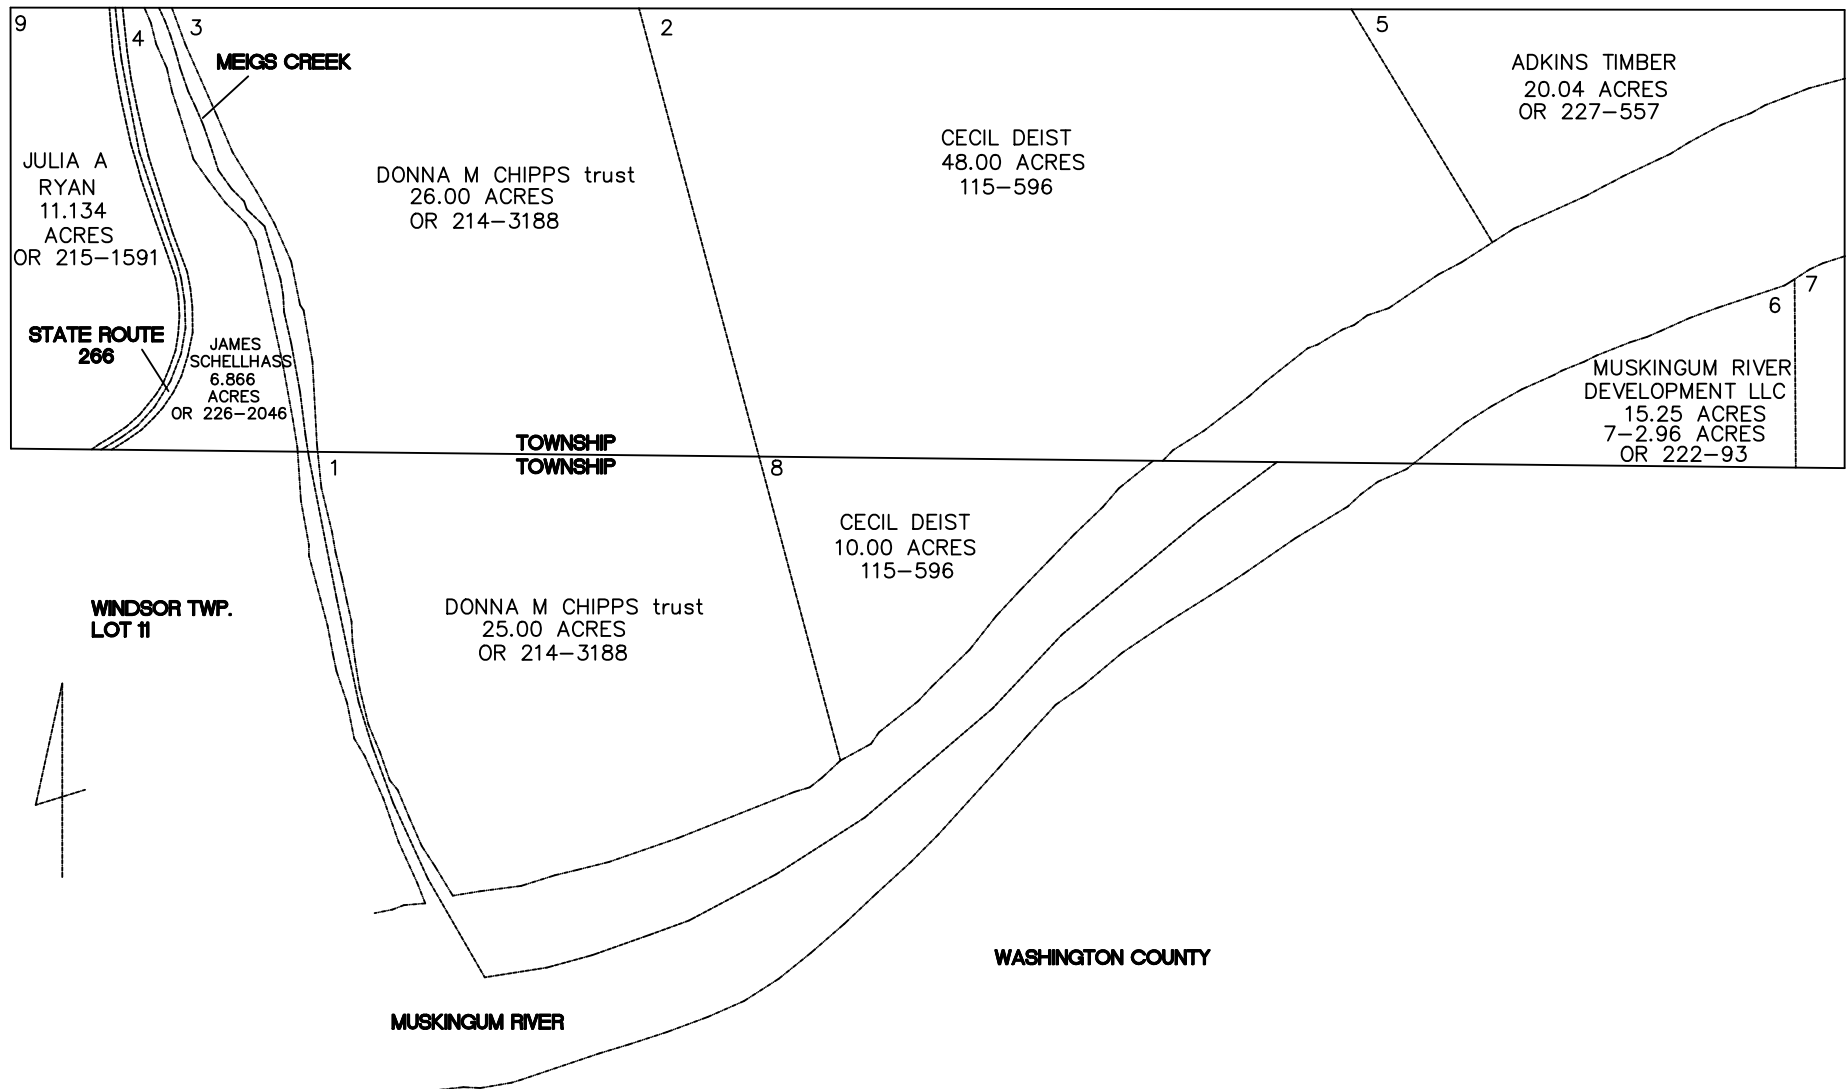 9
4
3
MEIGS CREEK
2
5
ADKINS TIMBER
20.04 ACRES
OR 227-557
JULIA A
RYAN
11.134
ACRES
OR 215-1591
DONNA M CHIPPS trust
26.00 ACRES
OR 214-3188
CECIL DEIST
48.00 ACRES
115-596
STATE ROUTE
266
JAMES
SCHELLHASS
6.866
ACRES
OR 226-2046
6
7
MUSKINGUM RIVER
DEVELOPMENT LLC
15.25 ACRES
7-2.96 ACRES
OR 222-93
TOWNSHIP
TOWNSHIP
1
8
CECIL DEIST
10.00 ACRES
115-596
WINDSOR TWP.
LOT 11
DONNA M CHIPPS trust
25.00 ACRES
OR 214-3188
WASHINGTON COUNTY
MUSKINGUM RIVER